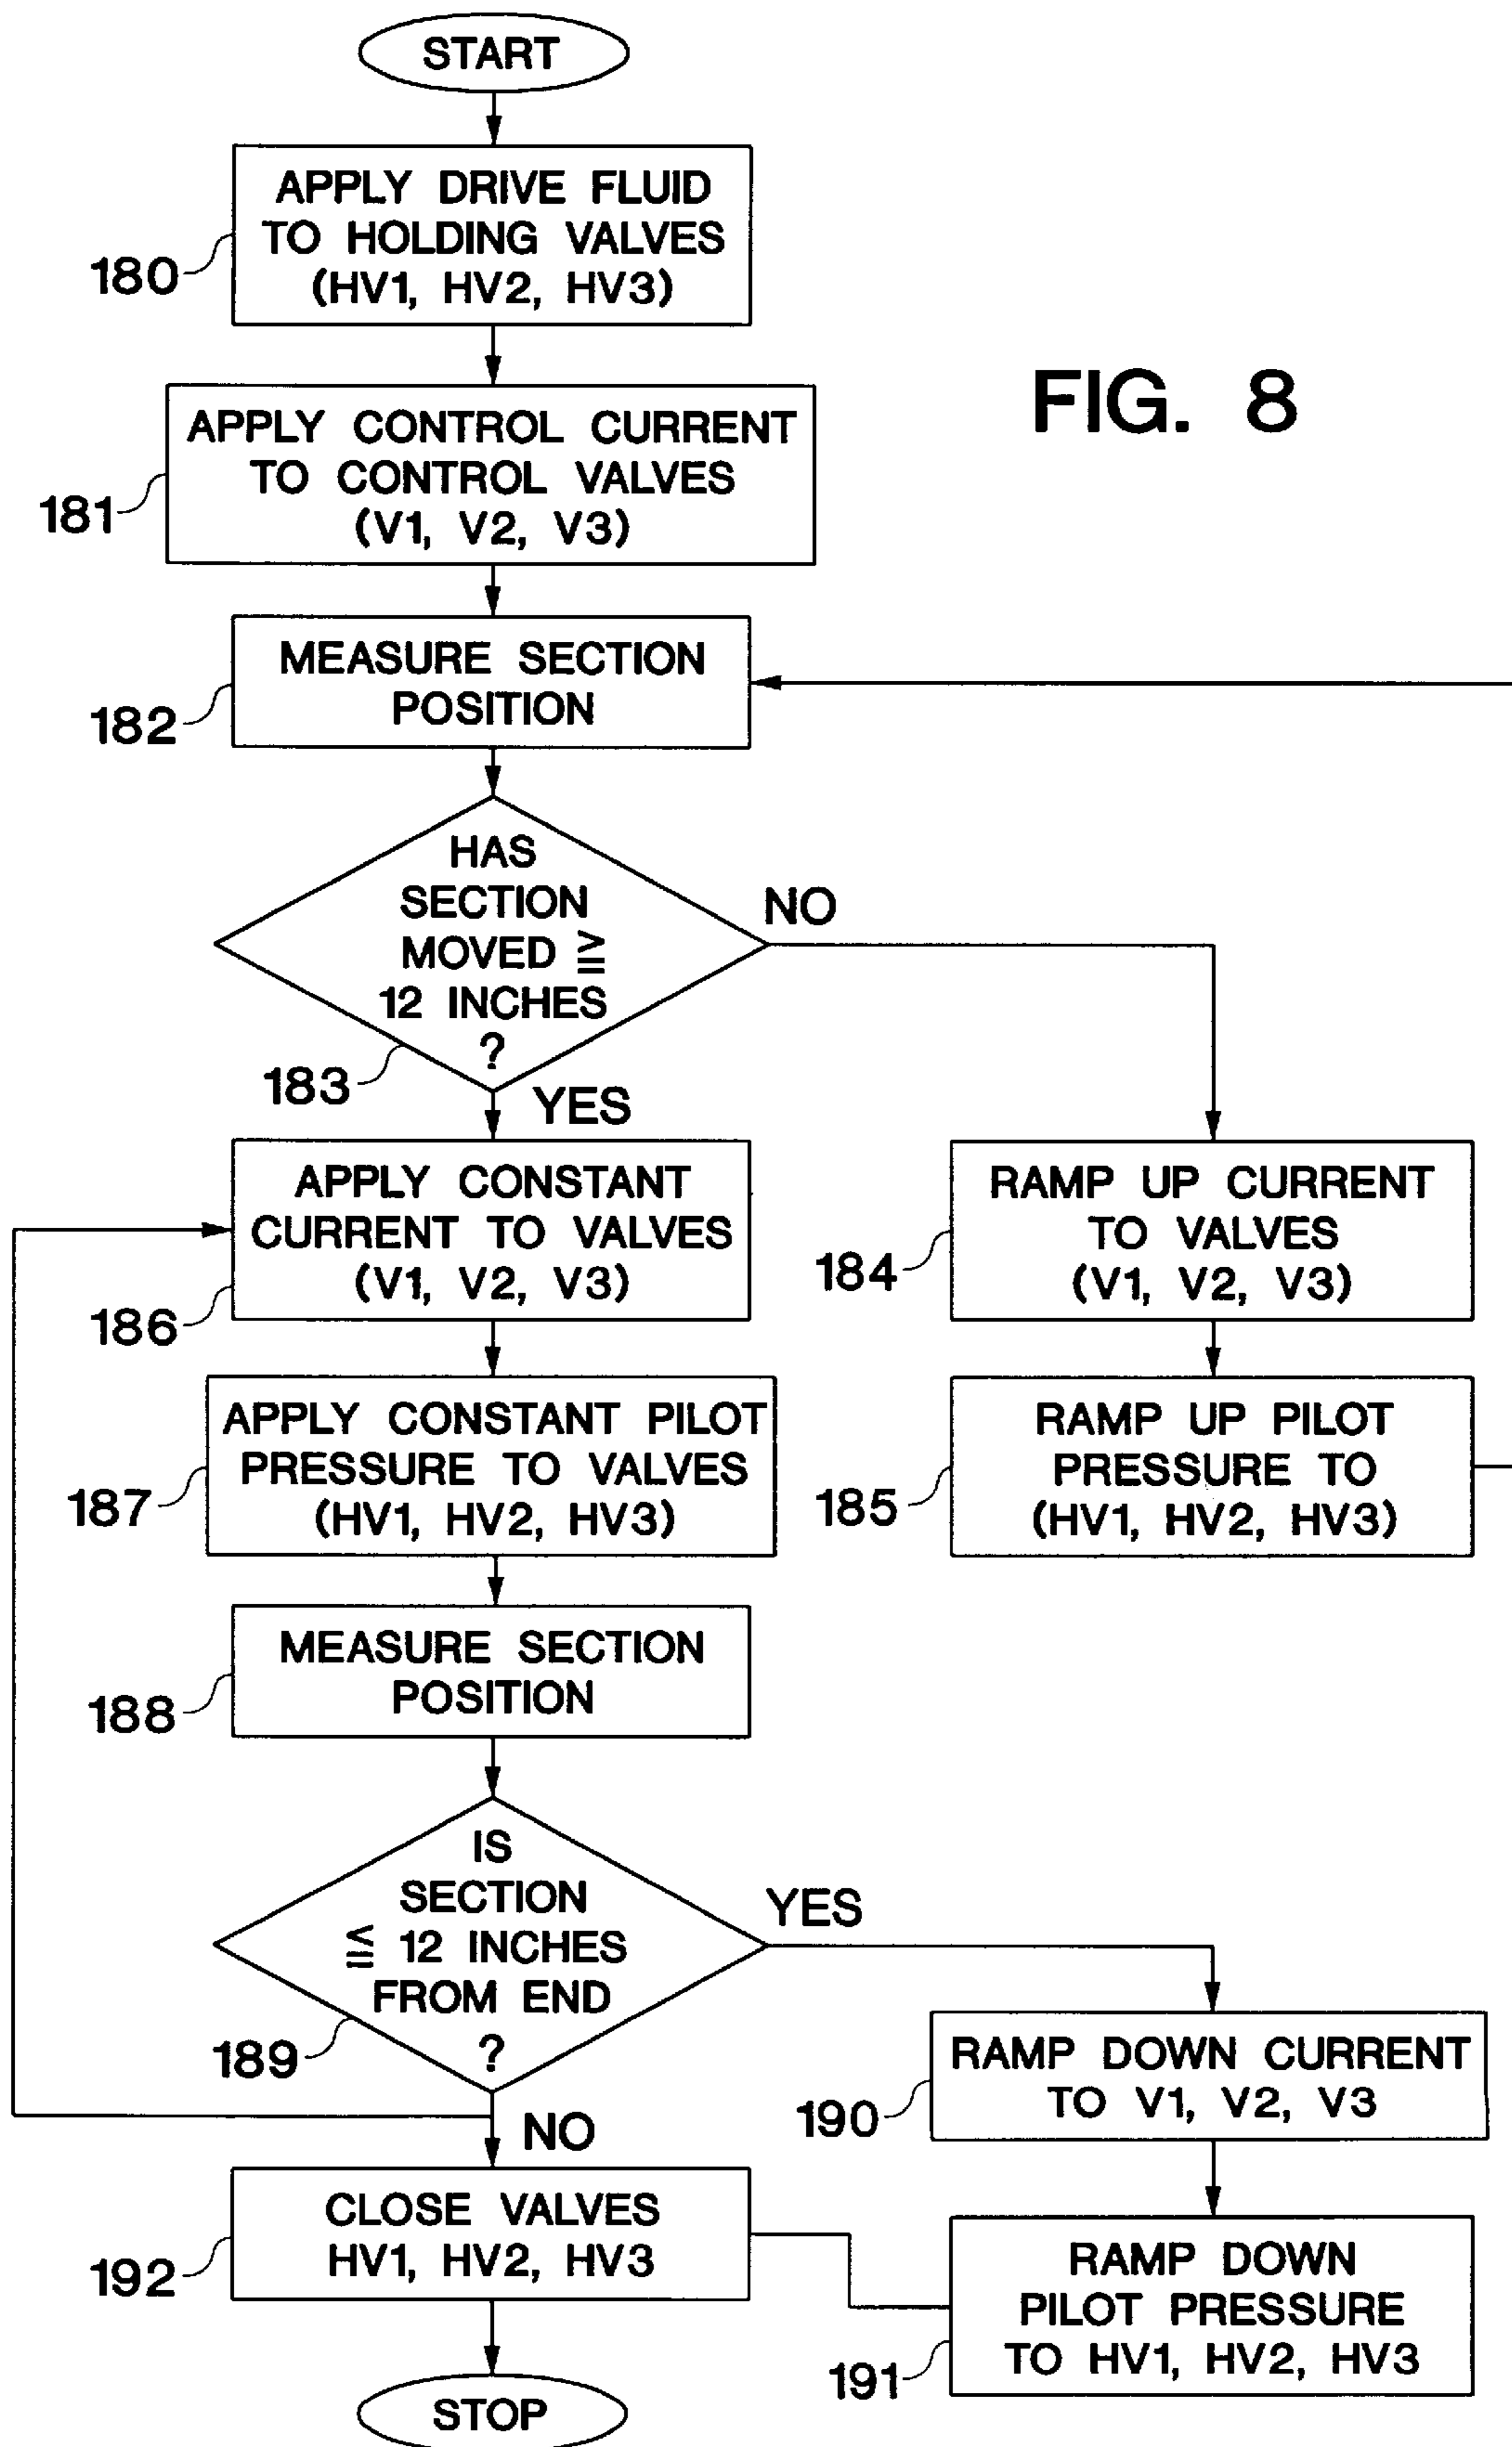 START
APPLY DRIVE FLUID
TO HOLDING VALVES
(HV1, HV2, HV3)
180
FIG. 8
APPLY CONTROL CURRENT
TO CONTROL VALVES
(V1, V2, V3)
181
MEASURE SECTION
POSITION
182
HAS
SECTION
MOVED ≧
12 INCHES
?
183
NO
YES
APPLY CONSTANT
CURRENT TO VALVES
(V1, V2, V3)
186
RAMP UP CURRENT
TO VALVES
(V1, V2, V3)
184
APPLY CONSTANT PILOT
PRESSURE TO VALVES
(HV1, HV2, HV3)
187
RAMP UP PILOT
PRESSURE TO
(HV1, HV2, HV3)
185
MEASURE SECTION
POSITION
188
IS
SECTION
≦ 12 INCHES
FROM END
?
189
YES
NO
RAMP DOWN CURRENT
TO V1, V2, V3
190
CLOSE VALVES
HV1, HV2, HV3
192
RAMP DOWN
PILOT PRESSURE
TO HV1, HV2, HV3
191
STOP